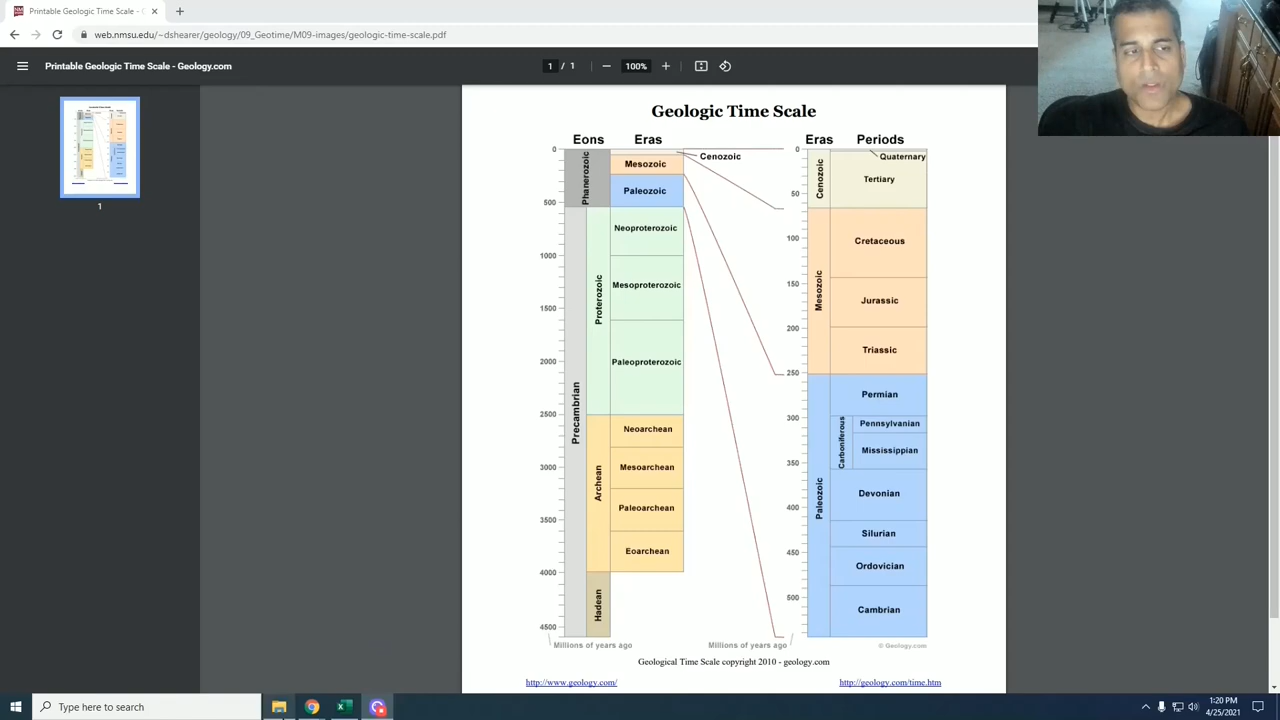 Printable Geologic Time Scale - G
web.nmsu.edu/~dshearer/geology/09_Geotime/M09-images/geologic-time-scale.pdf
Printable Geologic Time Scale - Geology.com
1 / 1
100%
1
Geologic Time Scale
Eons
Eras
Eras
Periods
0
500
1000
1500
2000
2500
3000
3500
4000
4500
Phanerozoic
Precambrian
Proterozoic
Archean
Hadean
Cenozoic
Mesozoic
Paleozoic
Neoproterozoic
Mesoproterozoic
Paleoproterozoic
Neoarchean
Mesoarchean
Paleoarchean
Eoarchean
Millions of years ago
0
50
100
150
200
250
300
350
400
450
500
Cenozoic
Mesozoic
Paleozoic
Quaternary
Tertiary
Cretaceous
Jurassic
Triassic
Permian
Carboniferous
Pennsylvanian
Mississippian
Devonian
Silurian
Ordovician
Cambrian
Millions of years ago
© Geology.com
Geological Time Scale copyright 2010 - geology.com
http://www.geology.com/
http://geology.com/time.htm
Type here to search
1:20 PM
4/25/2021